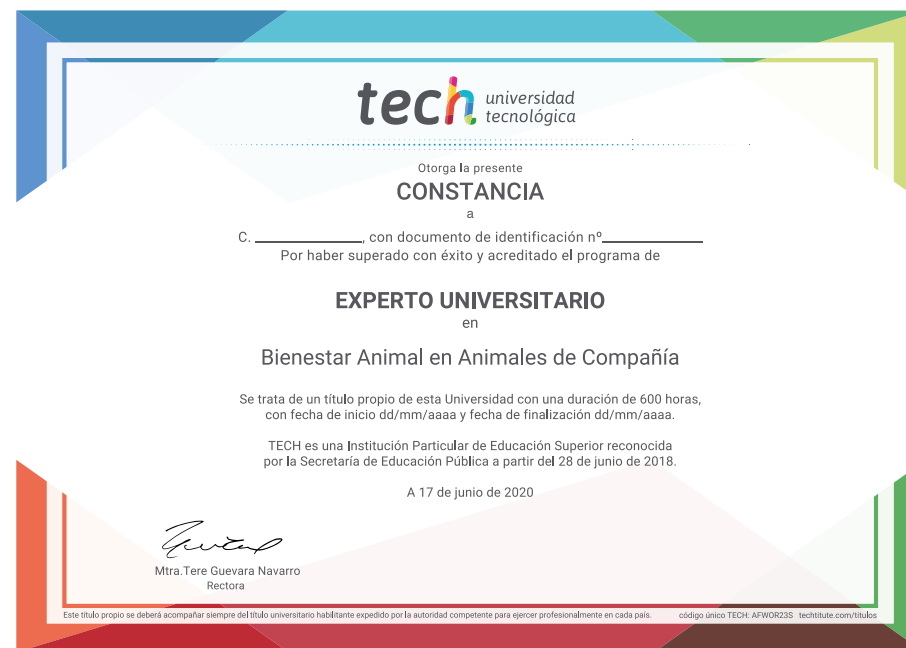 tech universidad
tecnológica
Otorga la presente
CONSTANCIA
a
C. ________________, con documento de identificación nº________________
Por haber superado con éxito y acreditado el programa de
EXPERTO UNIVERSITARIO
en
Bienestar Animal en Animales de Compañía
Se trata de un título propio de esta Universidad con una duración de 600 horas,
con fecha de inicio dd/mm/aaaa y fecha de finalización dd/mm/aaaa.
TECH es una Institución Particular de Educación Superior reconocida
por la Secretaría de Educación Pública a partir del 28 de junio de 2018.
A 17 de junio de 2020
Mtra.Tere Guevara Navarro
Rectora
Este título propio se deberá acompañar siempre del título universitario habilitante expedido por la autoridad competente para ejercer profesionalmente en cada país. código único TECH: AFWOR23S techtitute.com/títulos